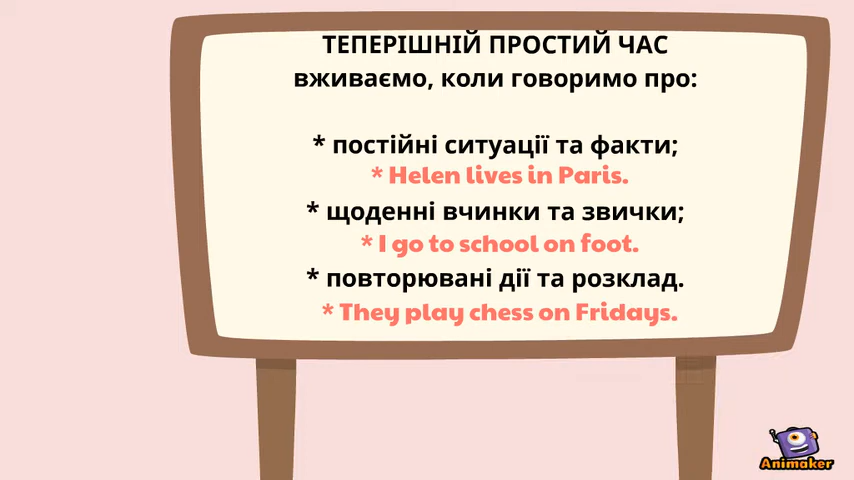 ТЕПЕРІШНІЙ ПРОСТИЙ ЧАС
вживаємо, коли говоримо про:
* постійні ситуації та факти;
* Helen lives in Paris.
* щоденні вчинки та звички;
* I go to school on foot.
* повторювані дії та розклад.
* They play chess on Fridays.
Animaker